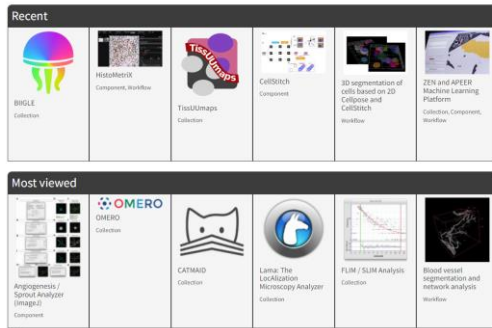 Recent
BIIGLE
Collection
HistoMetriX
Component, Workflow
TissUUmaps
TissUUmaps
Collection
CellStitch
Component
3D segmentation of
cells based on 2D
Cellpose and
CellStitch
Workflow
ZEN and APEER
Machine Learning
Platform
Collection, Component,
Workflow
Most viewed
Angiogenesis /
Sprout Analyzer
(ImageJ)
Component
OMERO
OMERO
Collection
CATMAID
Collection
Lama: The
LocAlization
Microscopy Analyzer
Collection
FLIM / SLIM Analysis
Collection
Blood vessel
segmentation and
network analysis
Workflow